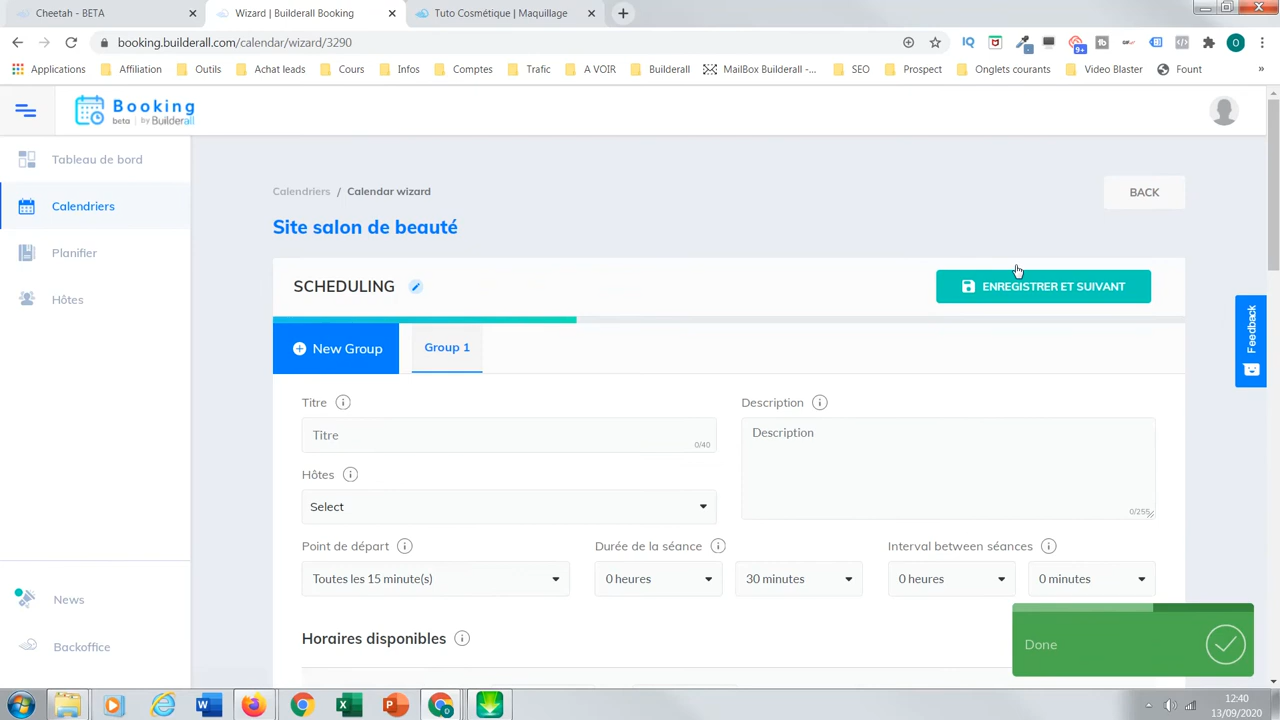 Cheetah - BETA
Wizard | Builderall Booking
Tuto Cosmétique | Maquillage
booking.builderall.com/calendar/wizard/3290
IQ
9+
O
Applications
Affiliation
Outils
Achat leads
Cours
Infos
Comptes
Trafic
A VOIR
Builderall
MailBox Builderall -...
SEO
Prospect
Onglets courants
Video Blaster
Fount
»
Booking
beta | by Builderall
Tableau de bord
Calendriers
Planifier
Hôtes
News
Backoffice
Calendriers / Calendar wizard
BACK
Site salon de beauté
SCHEDULING
ENREGISTRER ET SUIVANT
New Group
Group 1
Titre
Titre
0/40
Description
Description
0/255
Hôtes
Select
Point de départ
Toutes les 15 minute(s)
Durée de la séance
0 heures
30 minutes
Interval between séances
0 heures
0 minutes
Horaires disponibles
Feedback
Done
12:40
13/09/2020